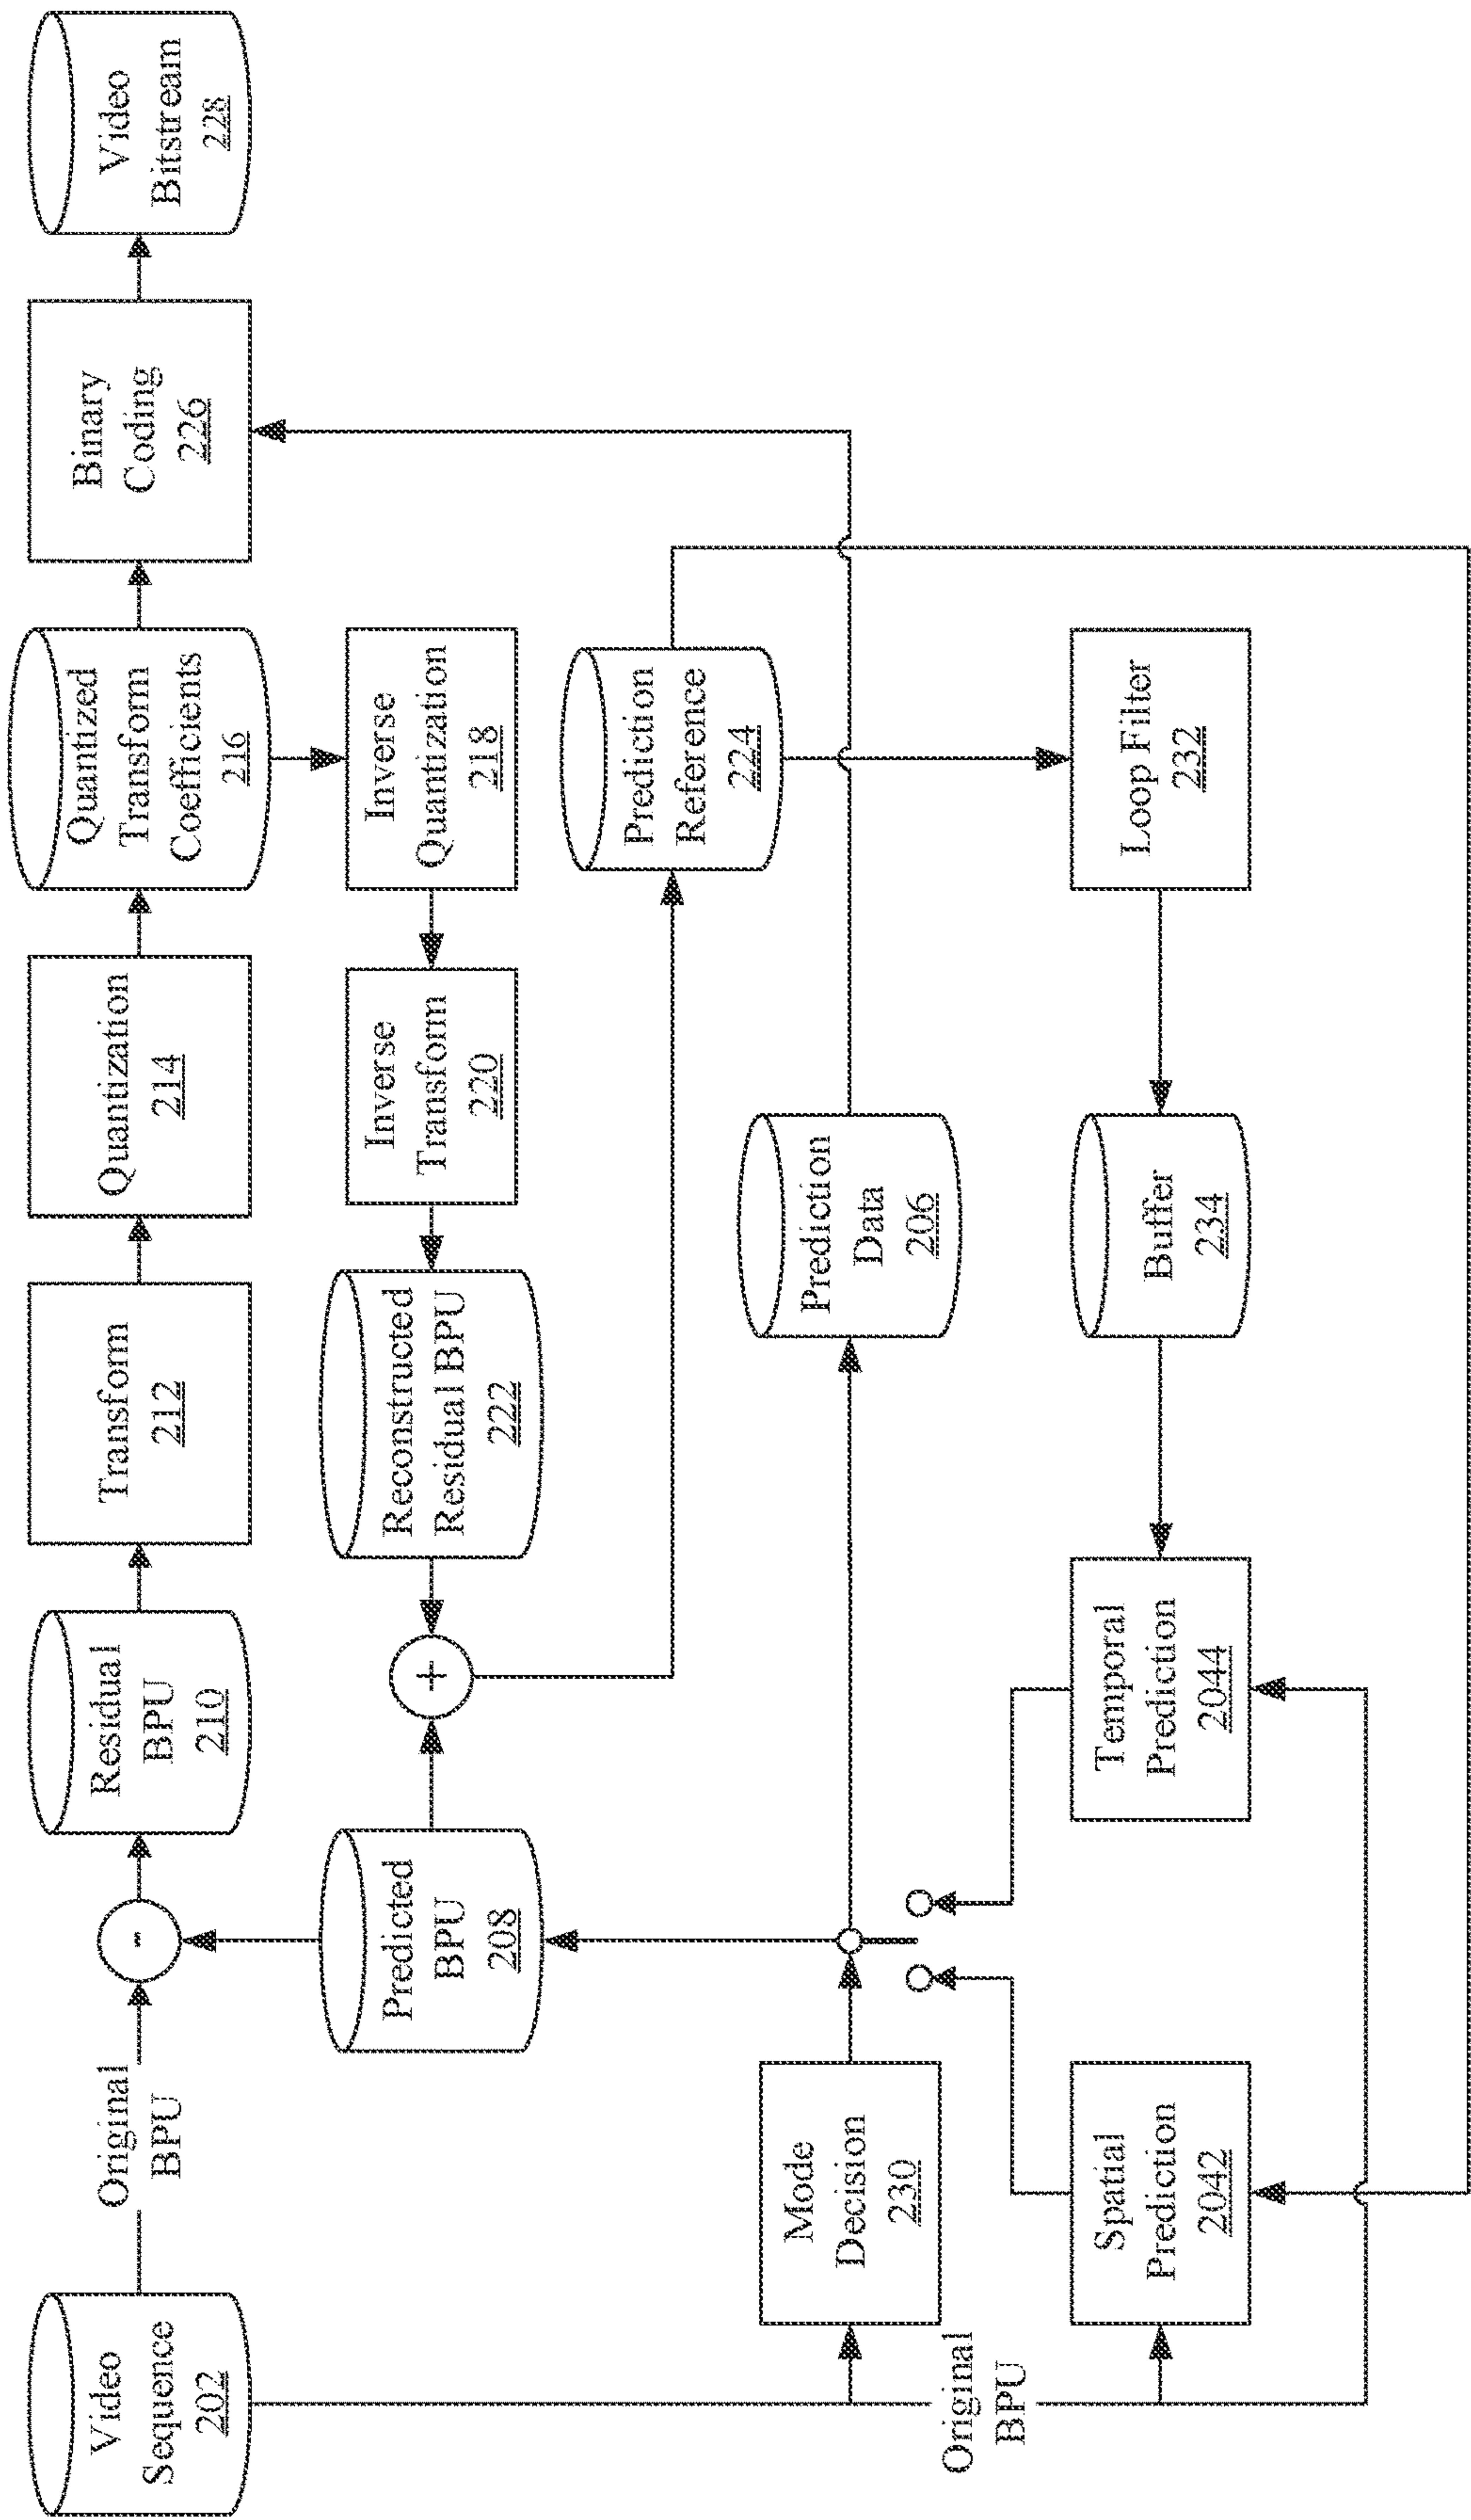 Video
Sequence
202
Original
BPU
-
Residual
BPU
210
Transform
212
Quantization
214
Quantized
Transform
Coefficients
216
Binary
Coding
226
Video
Bitstream
228
Predicted
BPU
208
+
Reconstructed
Residual BPU
222
Inverse
Transform
220
Inverse
Quantization
218
Prediction
Reference
224
Mode
Decision
230
Prediction
Data
206
Original
BPU
Spatial
Prediction
2042
Temporal
Prediction
2044
Buffer
234
Loop Filter
232